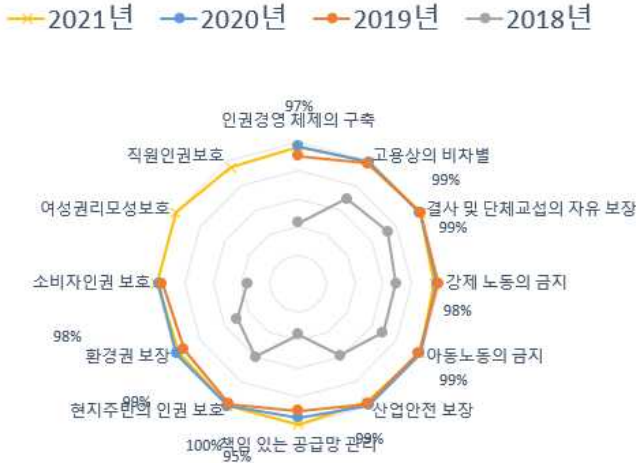 2021년 2020년 2019년 2018년
97%
인권경영 체제의 구축
직원인권보호
고용상의 비차별
99%
여성권리모성보호
결사 및 단체교섭의 자유 보장
99%
소비자인권 보호
강제 노동의 금지
98%
98%
환경권 보장
아동노동의 금지
99%
99%
현지주민의 인권 보호
산업안전 보장
99%
100%
책임 있는 공급망 관리
95%